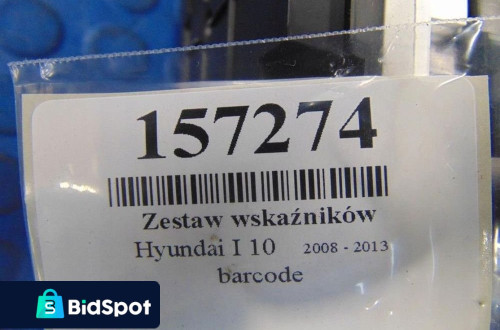 157274
Zestaw wskaźników
Hyundai I 10 2008 - 2013
barcode
BidSpot